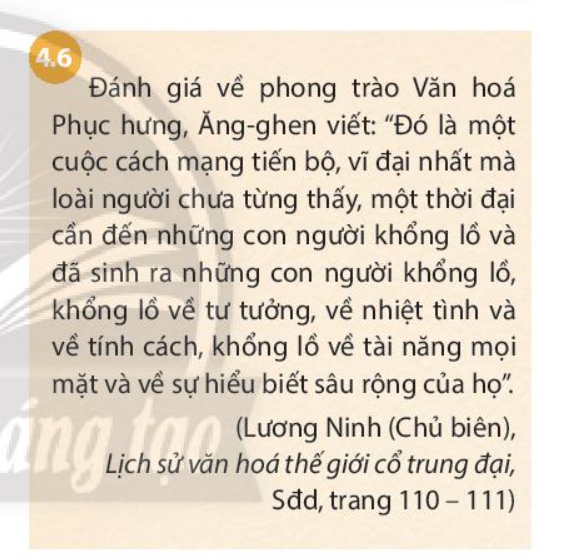 4.6
Đánh giá về phong trào Văn hoá
Phục hưng, Ăng-ghen viết: “Đó là một
cuộc cách mạng tiến bộ, vĩ đại nhất mà
loài người chưa từng thấy, một thời đại
cần đến những con người khổng lồ và
đã sinh ra những con người khổng lồ,
khổng lồ về tư tưởng, về nhiệt tình và
về tính cách, khổng lồ về tài năng mọi
mặt và về sự hiểu biết sâu rộng của họ”.
(Lương Ninh (Chủ biên),
Lịch sử văn hoá thế giới cổ trung đại,
Sđd, trang 110 – 111)
áng tạo